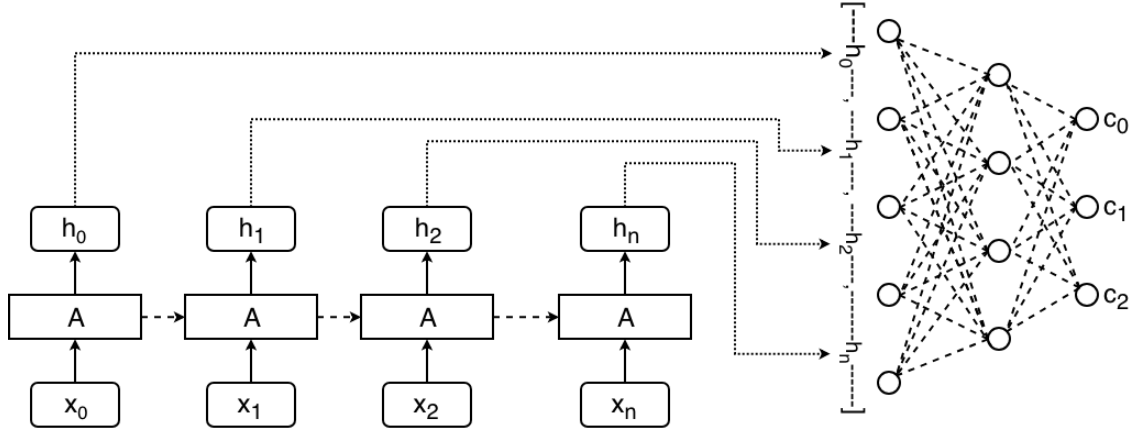 h0 h1 h2 hn
A A A A
x0 x1 x2 xn
[-----h0-----, -----h1-----, -----h2-----, -----hn-----]
c0
c1
c2